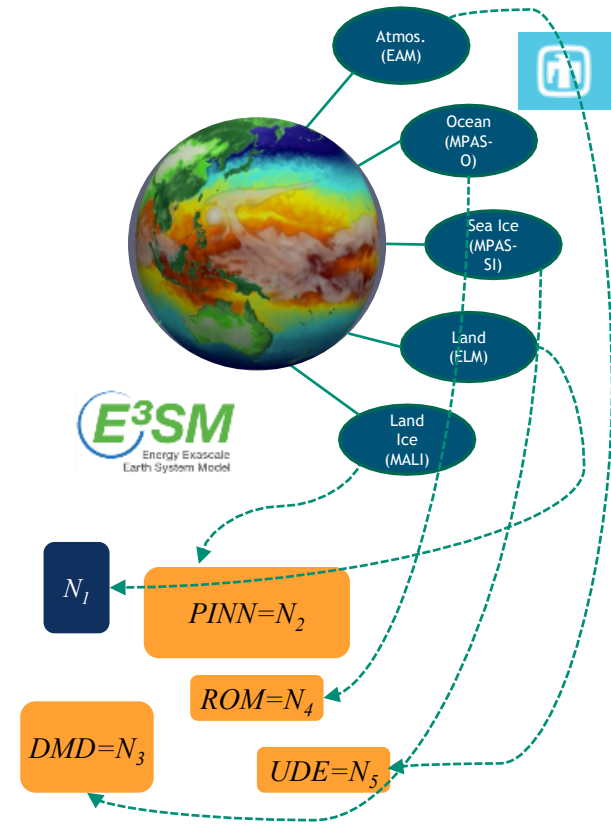 Atmos.
(EAM)
Ocean
(MPAS-
O)
Sea Ice
(MPAS-
SI)
Land
(ELM)
Land
Ice
(MALI)
E³SM
Energy Exascale
Earth System Model
N₁
PINN=N₂
ROM=N₄
DMD=N₃
UDE=N₅